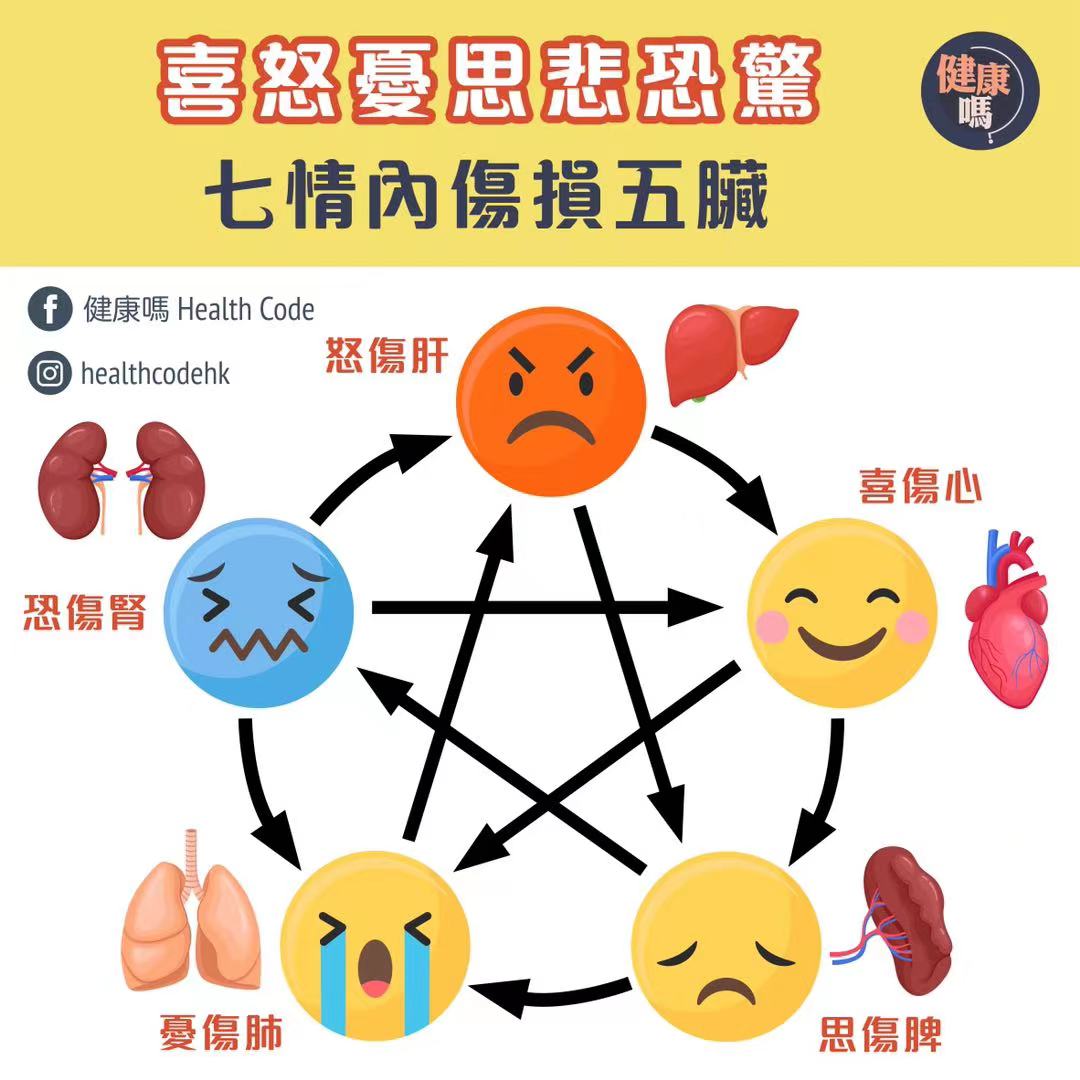 喜怒憂思悲恐驚
健康
嗎
七情內傷損五臟
健康嗎 Health Code
healthcodehk
怒傷肝
喜傷心
恐傷腎
憂傷肺
思傷脾